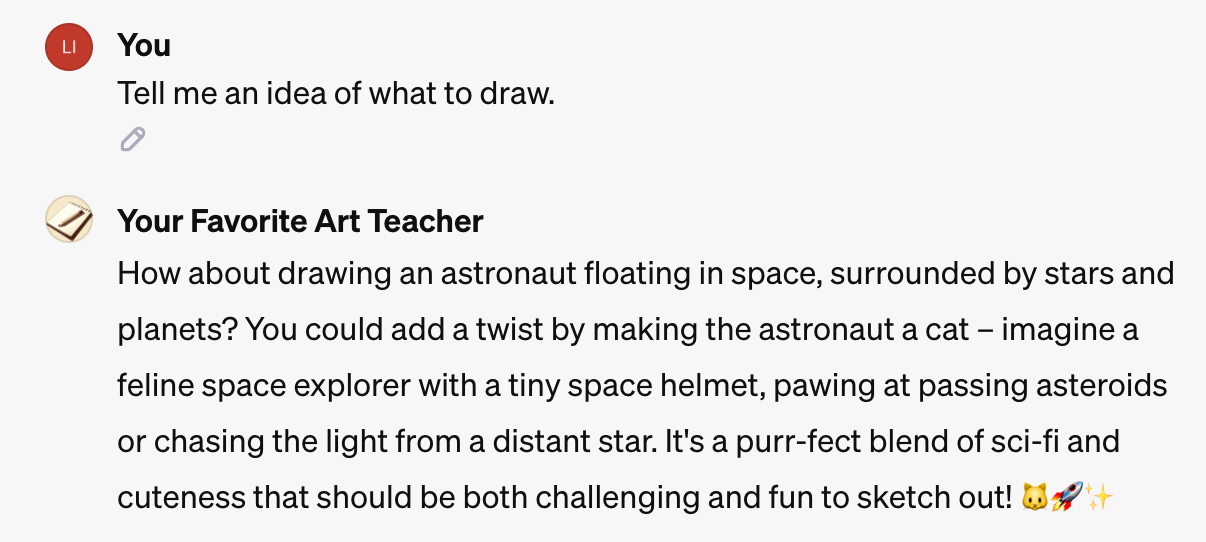 LI
You
Tell me an idea of what to draw.
Your Favorite Art Teacher
How about drawing an astronaut floating in space, surrounded by stars and
planets? You could add a twist by making the astronaut a cat – imagine a
feline space explorer with a tiny space helmet, pawing at passing asteroids
or chasing the light from a distant star. It's a purr-fect blend of sci-fi and
cuteness that should be both challenging and fun to sketch out! 🐱🚀✨